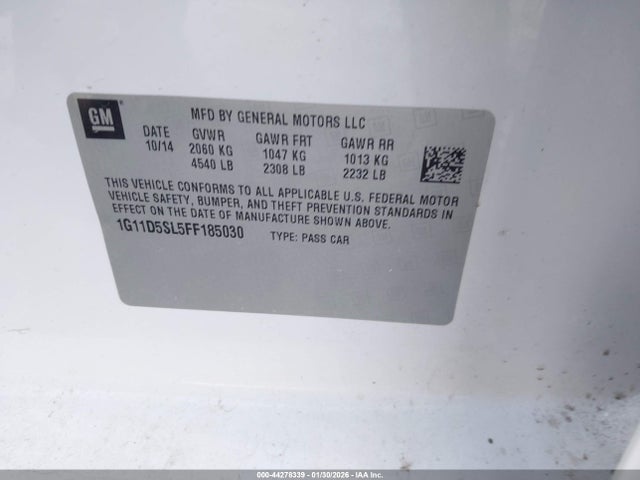 GM
MFD BY GENERAL MOTORS LLC
DATE GVWR GAWR FRT GAWR RR
10/14 2060 KG 1047 KG 1013 KG
4540 LB 2308 LB 2232 LB
THIS VEHICLE CONFORMS TO ALL APPLICABLE U.S. FEDERAL MOTOR
VEHICLE SAFETY, BUMPER, AND THEFT PREVENTION STANDARDS IN
EFFECT ON THE DATE OF MANUFACTURE SHOWN ABOVE.
1G11D5SL5FF185030 TYPE: PASS CAR
000-44278339 - 01/30/2026 - IAA Inc.